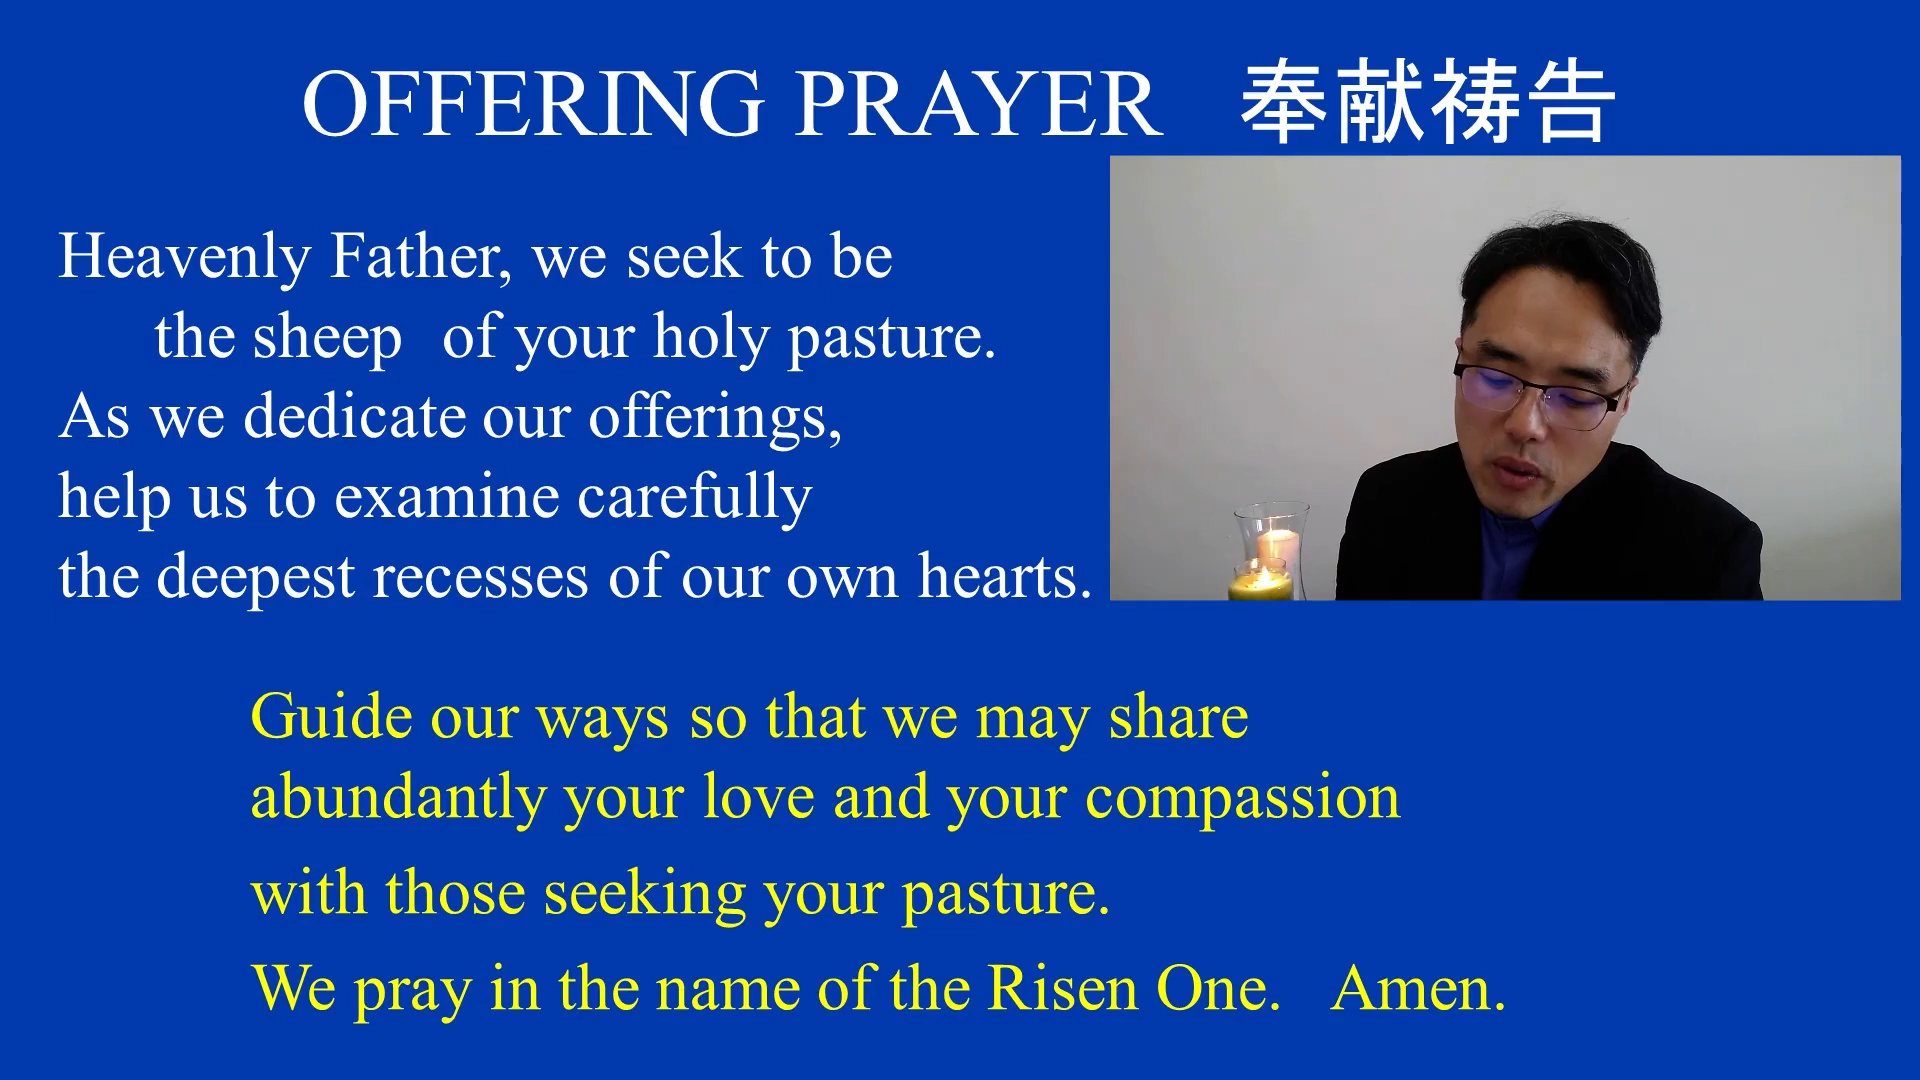 OFFERING PRAYER 奉献祷告
Heavenly Father, we seek to be
the sheep of your holy pasture.
As we dedicate our offerings,
help us to examine carefully
the deepest recesses of our own hearts.
Guide our ways so that we may share
abundantly your love and your compassion
with those seeking your pasture.
We pray in the name of the Risen One. Amen.